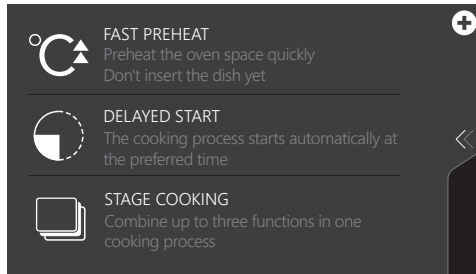 FAST PREHEAT
Preheat the oven space quickly
Don't insert the dish yet
DELAYED START
The cooking process starts automatically at
the preferred time
STAGE COOKING
Combine up to three functions in one
cooking process